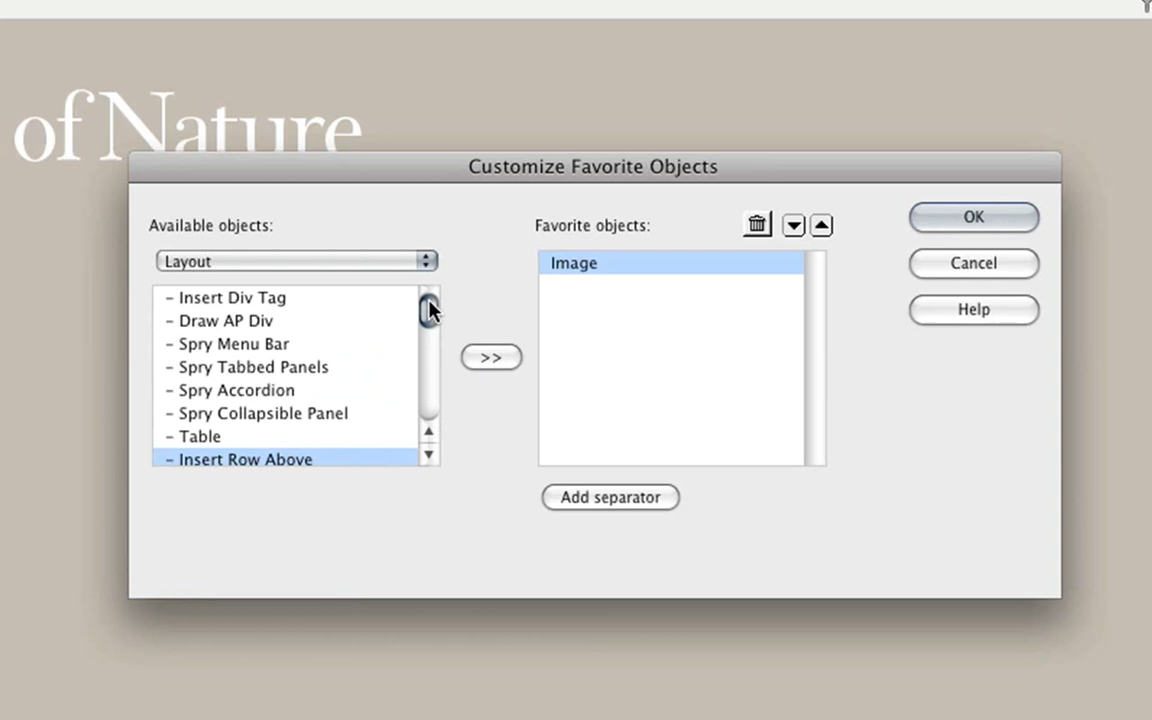 of Nature
Customize Favorite Objects
Available objects:
Layout
– Insert Div Tag
– Draw AP Div
– Spry Menu Bar
– Spry Tabbed Panels
– Spry Accordion
– Spry Collapsible Panel
– Table
– Insert Row Above
>>
Favorite objects:
Image
Add separator
OK
Cancel
Help